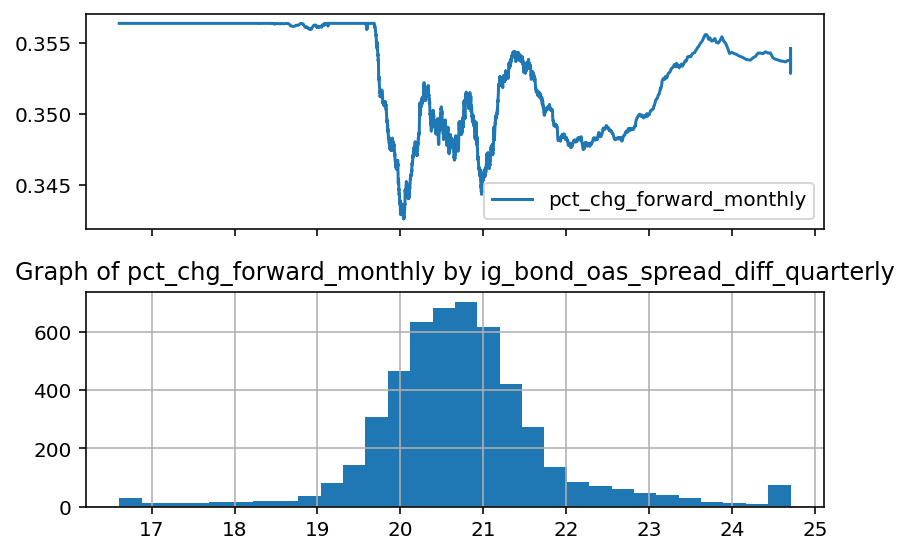 0.355
0.350
0.345
pct_chg_forward_monthly
Graph of pct_chg_forward_monthly by ig_bond_oas_spread_diff_quarterly
600
400
200
0
17 18 19 20 21 22 23 24 25